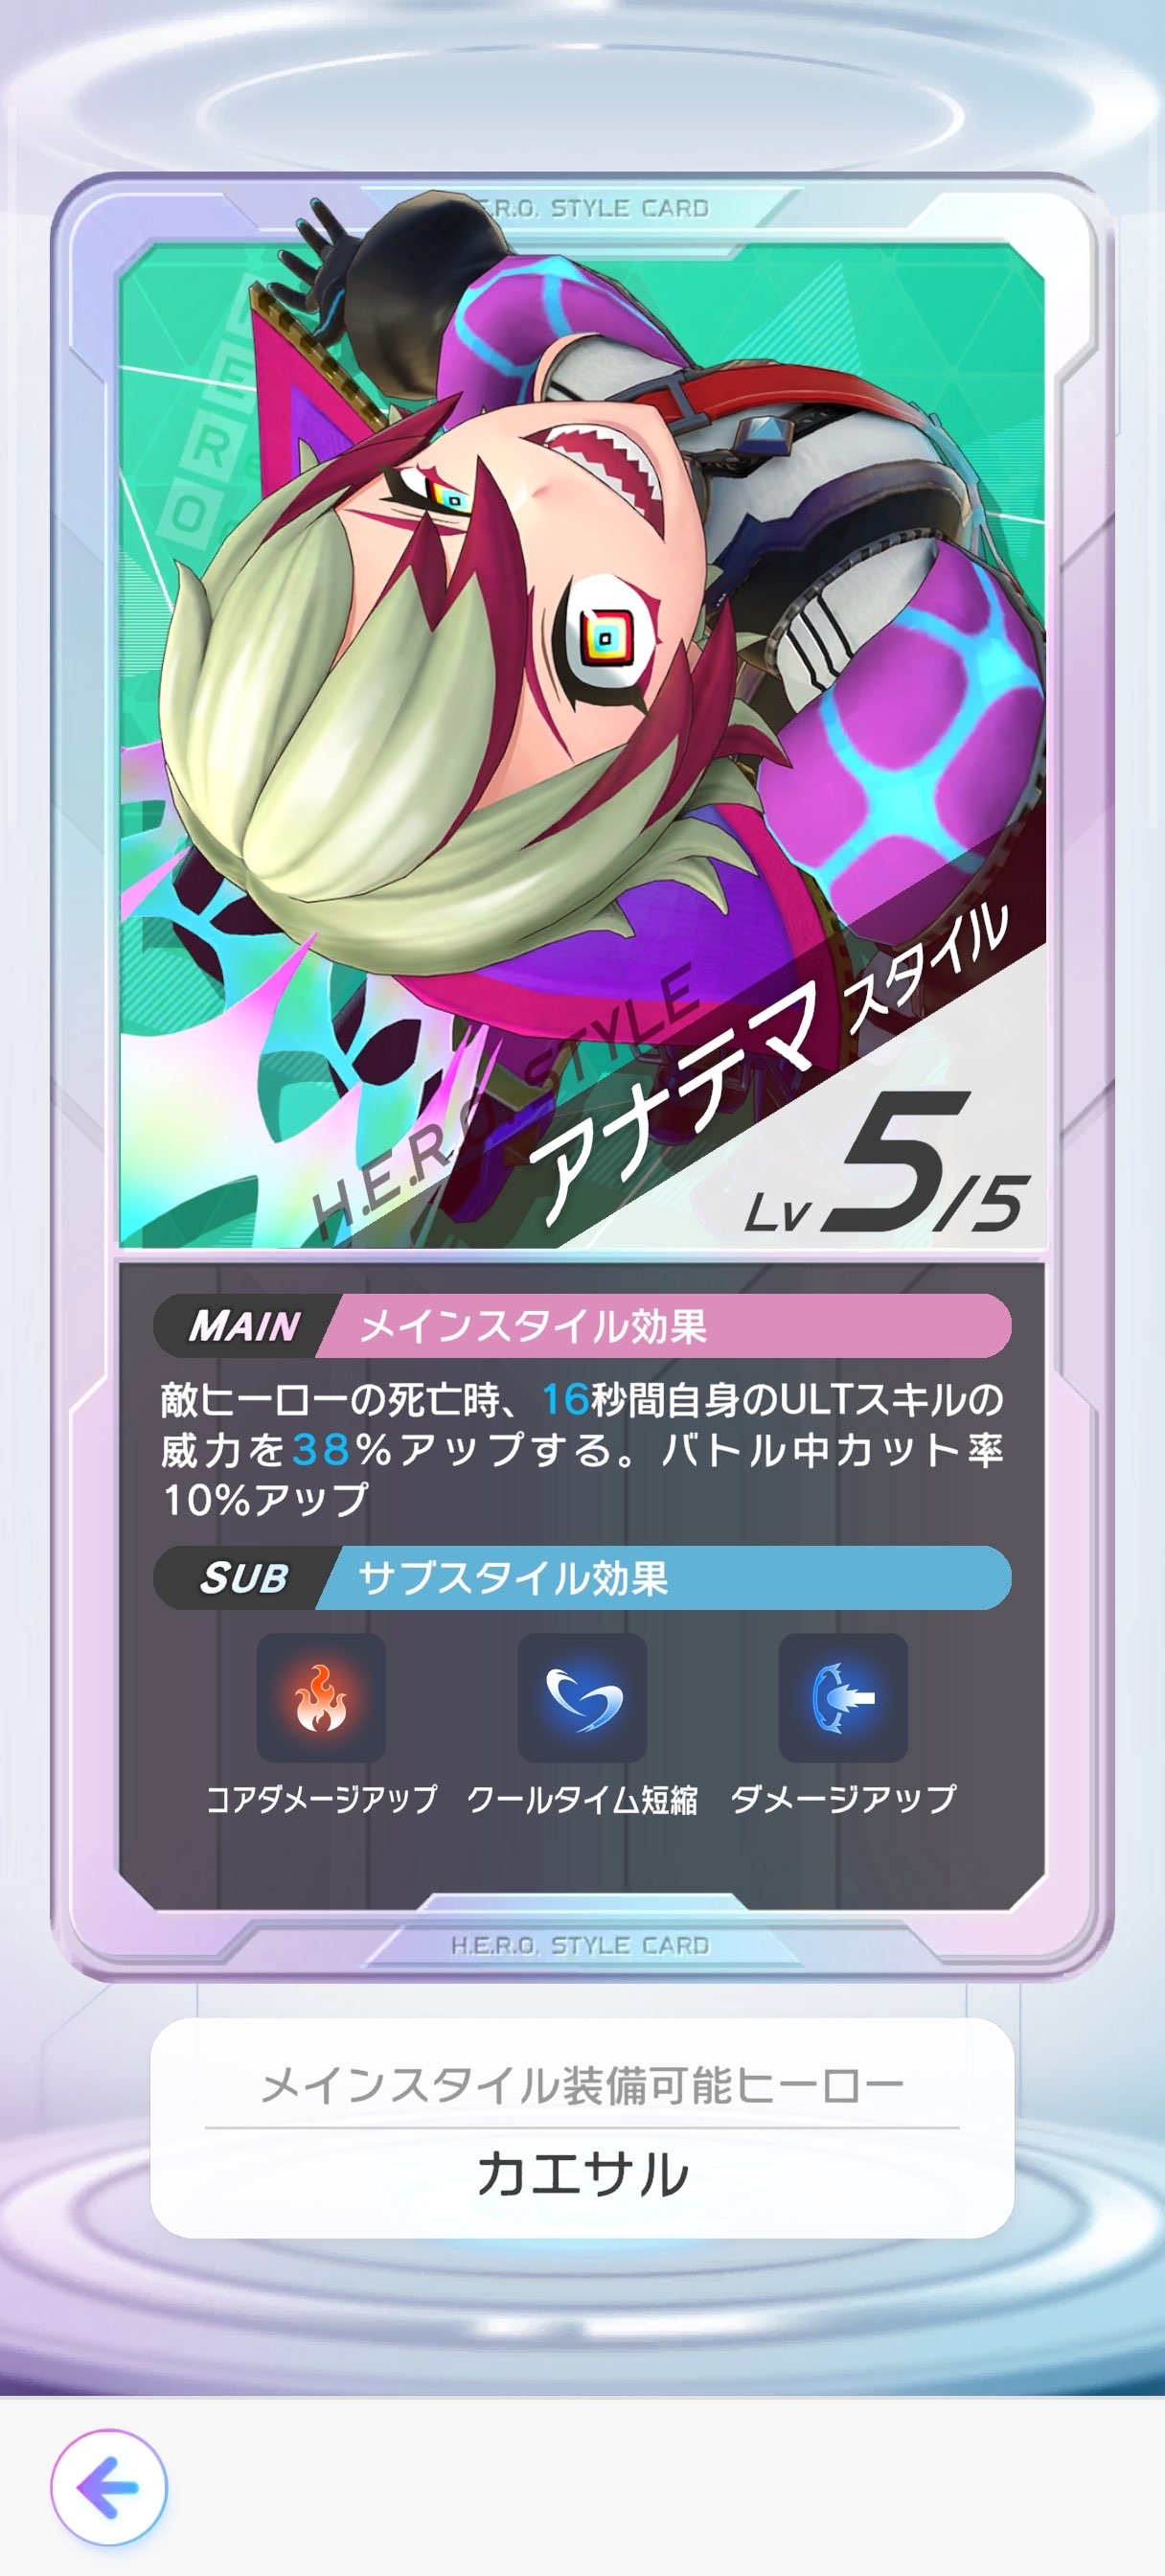 H.E.R.O. STYLE CARD
HERO
H.E.R.O. STYLE
アナテマ スタイル
Lv 5/5
MAIN メインスタイル効果
敵ヒーローの死亡時、16秒間自身のULTスキルの
威力を38%アップする。バトル中カット率
10%アップ
SUB サブスタイル効果
コアダメージアップ クールタイム短縮 ダメージアップ
H.E.R.O. STYLE CARD
メインスタイル装備可能ヒーロー
カエサル